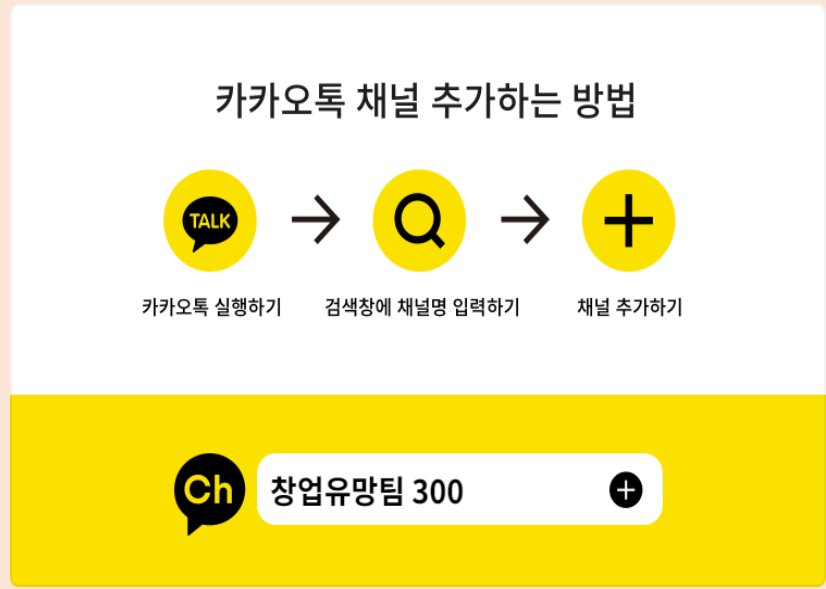 카카오톡 채널 추가하는 방법
TALK
카카오톡 실행하기
검색창에 채널명 입력하기
채널 추가하기
Ch 창업유망팀 300